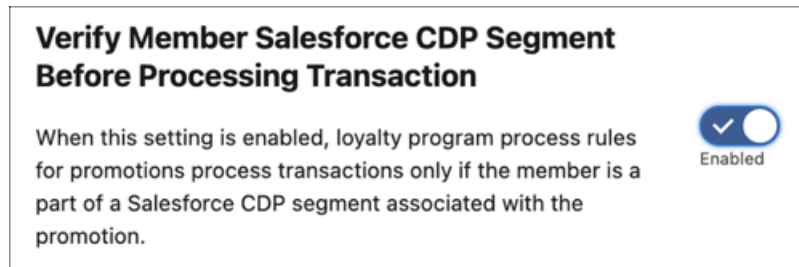 Verify Member Salesforce CDP Segment
Before Processing Transaction
When this setting is enabled, loyalty program process rules
for promotions process transactions only if the member is a
part of a Salesforce CDP segment associated with the
promotion.
Enabled